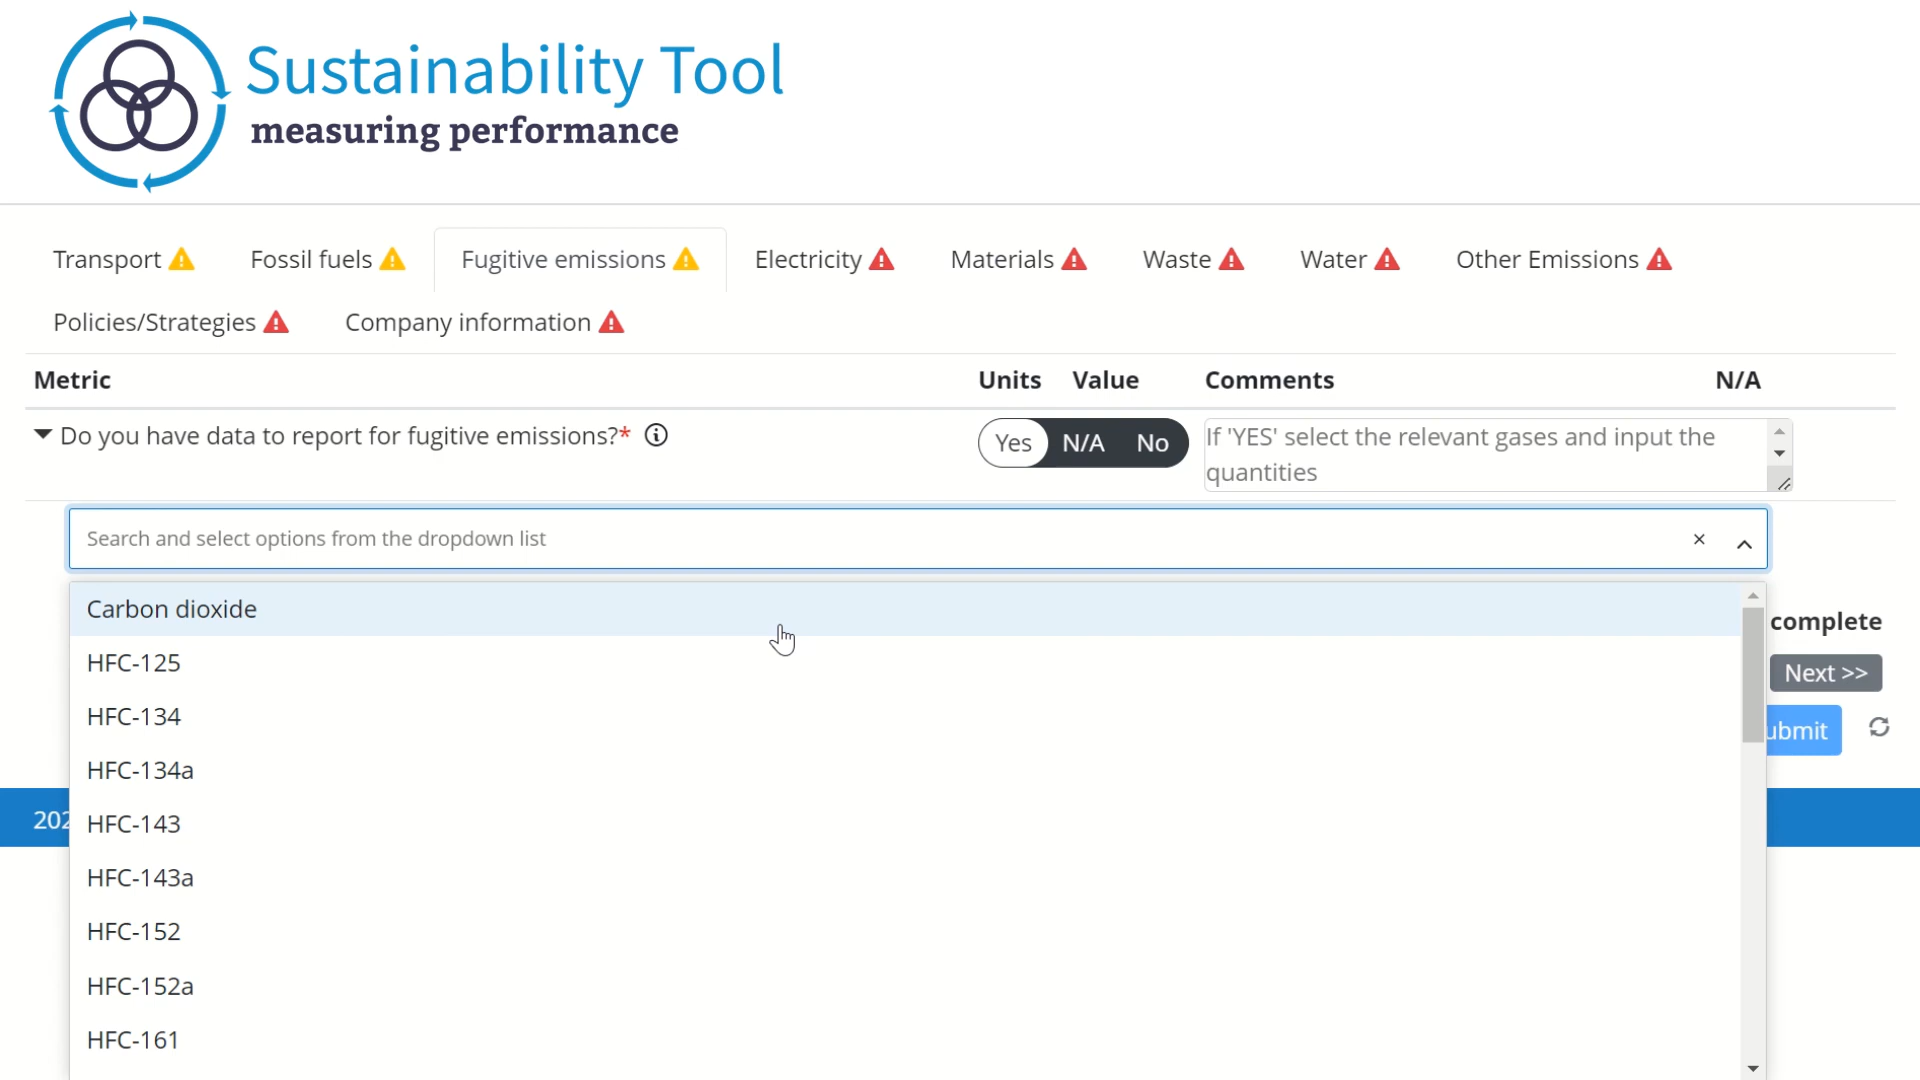 Sustainability Tool
measuring performance
Transport Fossil fuels Fugitive emissions Electricity Materials Waste Water Other Emissions
Policies/Strategies Company information
Metric Units Value Comments N/A
Do you have data to report for fugitive emissions?* Yes N/A No If 'YES' select the relevant gases and input the
quantities
Search and select options from the dropdown list
Carbon dioxide
complete
HFC-125
Next >>
HFC-134
ubmit
HFC-134a
202
HFC-143
HFC-143a
HFC-152
HFC-152a
HFC-161